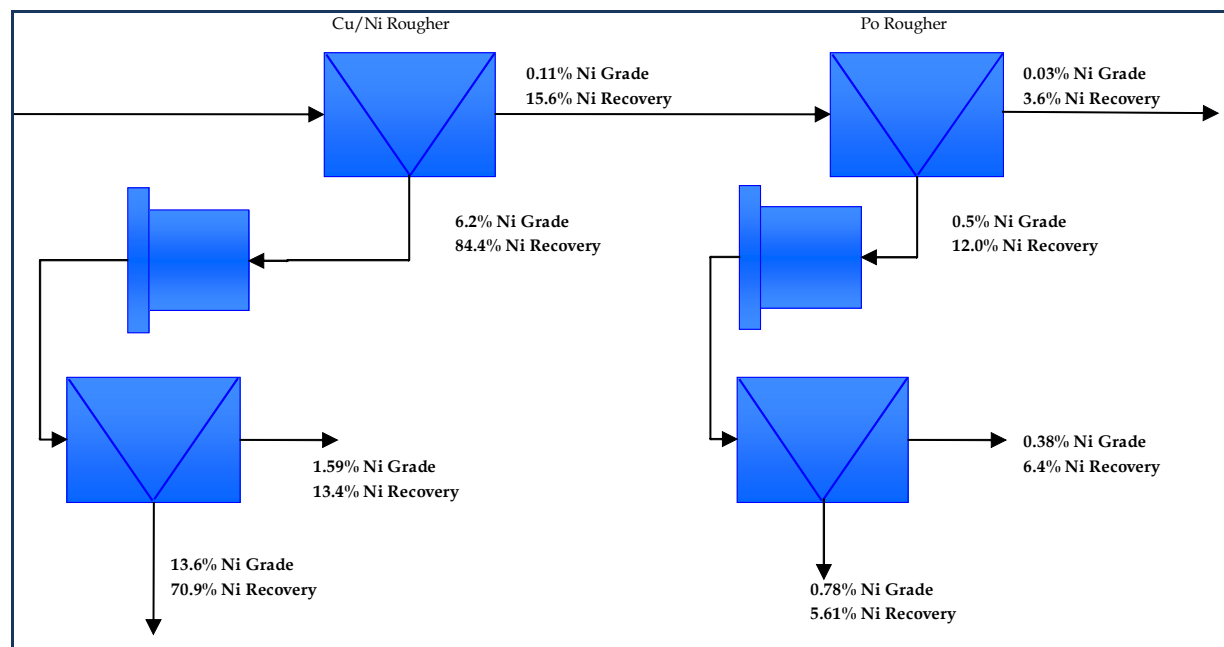 Cu/Ni Rougher
Po Rougher
0.11% Ni Grade
15.6% Ni Recovery
0.03% Ni Grade
3.6% Ni Recovery
6.2% Ni Grade
84.4% Ni Recovery
0.5% Ni Grade
12.0% Ni Recovery
1.59% Ni Grade
13.4% Ni Recovery
0.38% Ni Grade
6.4% Ni Recovery
13.6% Ni Grade
70.9% Ni Recovery
0.78% Ni Grade
5.61% Ni Recovery